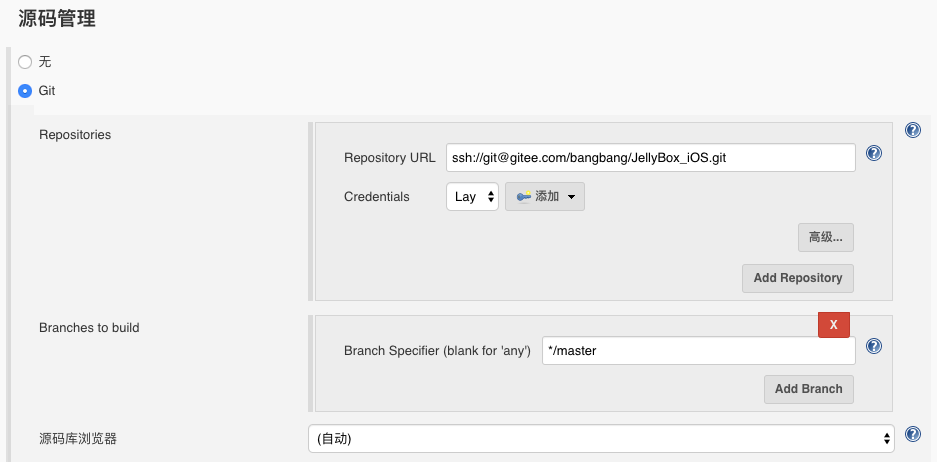 源码管理
无
Git
Repositories
Repository URL ssh://git@gitee.com/bangbang/JellyBox_iOS.git
Credentials Lay 添加
高级...
Add Repository
Branches to build
X
Branch Specifier (blank for 'any') */master
Add Branch
源码库浏览器 (自动)